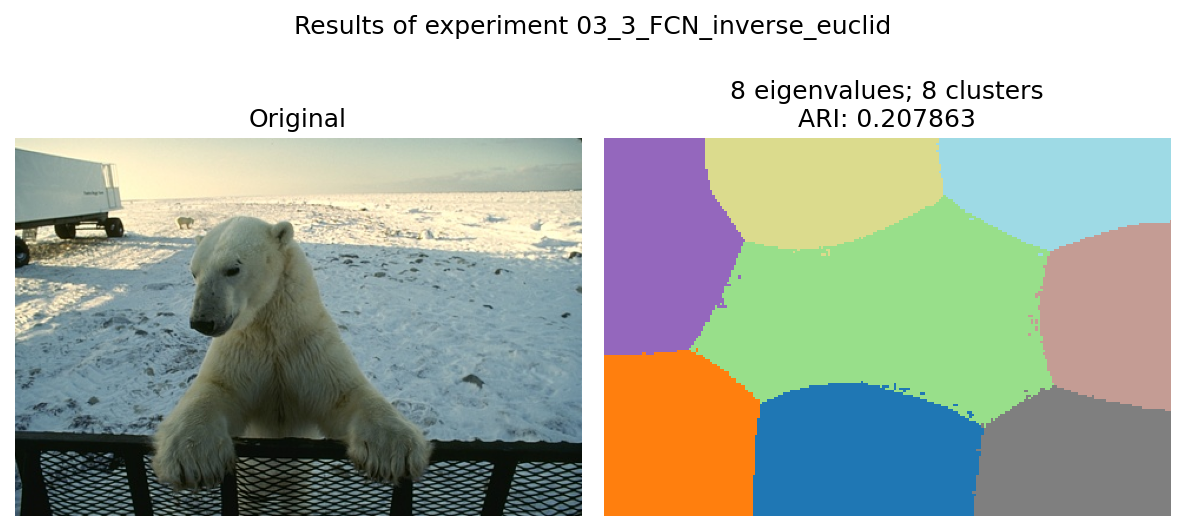 Results of experiment 03_3_FCN_inverse_euclid
Original
8 eigenvalues; 8 clusters
ARI: 0.207863